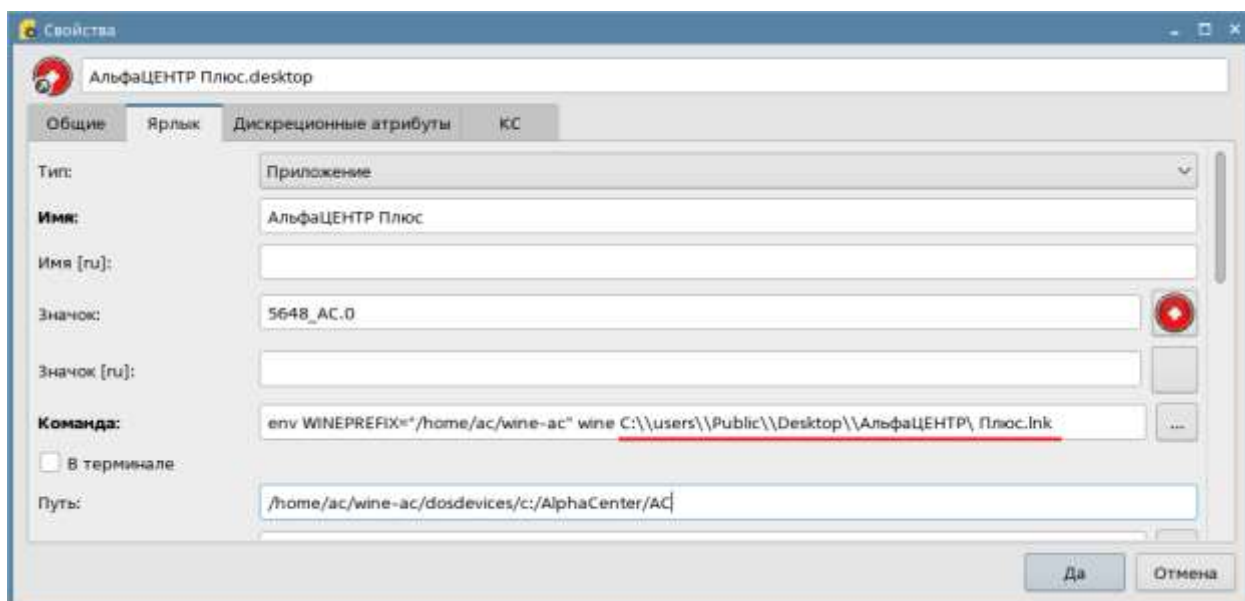 Свойства
АльфаЦЕНТР Плюс.desktop
Общие Ярлык Дискреционные атрибуты КС
Тип: Приложение
Имя: АльфаЦЕНТР Плюс
Имя [ru]:
Значок: 5648_AC.0
Значок [ru]:
Команда: env WINEPREFIX="/home/ac/wine-ac" wine C:\\users\\Public\\Desktop\\АльфаЦЕНТР\ Плюс.lnk ...
В терминале
Путь: /home/ac/wine-ac/dosdevices/c:/AlphaCenter/AC
Да Отмена